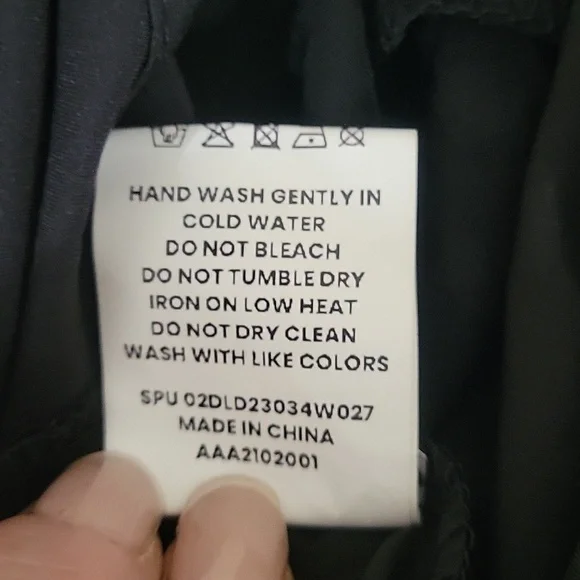 HAND WASH GENTLY IN
COLD WATER
DO NOT BLEACH
DO NOT TUMBLE DRY
IRON ON LOW HEAT
DO NOT DRY CLEAN
WASH WITH LIKE COLORS
SPU 02DLD23034W027
MADE IN CHINA
AAA2102001